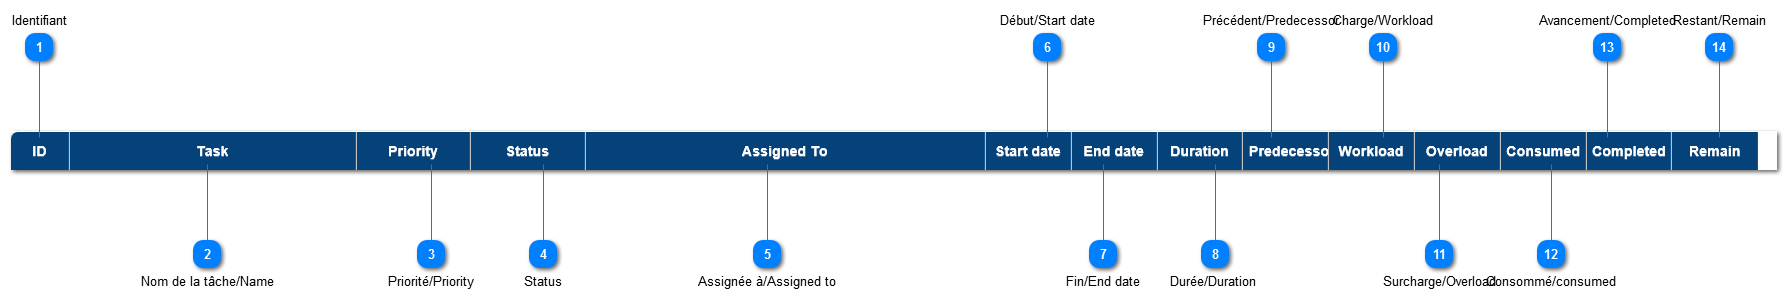 Identifiant
Début/Start date
Précédent/Predecessor
Charge/Workload
Avancement/Completed
Restant/Remain
1
6
9
10
13
14
ID
Task
Priority
Status
Assigned To
Start date
End date
Duration
Predecesso
Workload
Overload
Consumed
Completed
Remain
2
3
4
5
7
8
11
12
Nom de la tâche/Name
Priorité/Priority
Status
Assignée à/Assigned to
Fin/End date
Durée/Duration
Surcharge/Overload
Consommé/consumed